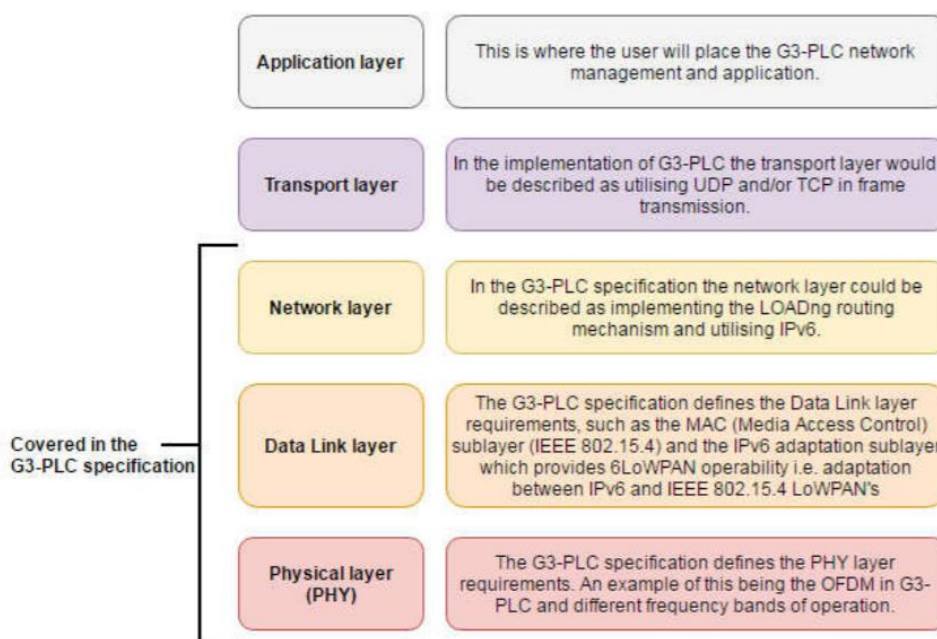 Application layer
This is where the user will place the G3-PLC network
management and application.
Transport layer
In the implementation of G3-PLC the transport layer would
be described as utilising UDP and/or TCP in frame
transmission.
Network layer
In the G3-PLC specification the network layer could be
described as implementing the LOADng routing
mechanism and utilising IPv6.
Covered in the
G3-PLC specification
Data Link layer
The G3-PLC specification defines the Data Link layer
requirements, such as the MAC (Media Access Control)
sublayer (IEEE 802.15.4) and the IPv6 adaptation sublayer
which provides 6LoWPAN operability i.e. adaptation
between IPv6 and IEEE 802.15.4 LoWPAN's
Physical layer
(PHY)
The G3-PLC specification defines the PHY layer
requirements. An example of this being the OFDM in G3-
PLC and different frequency bands of operation.